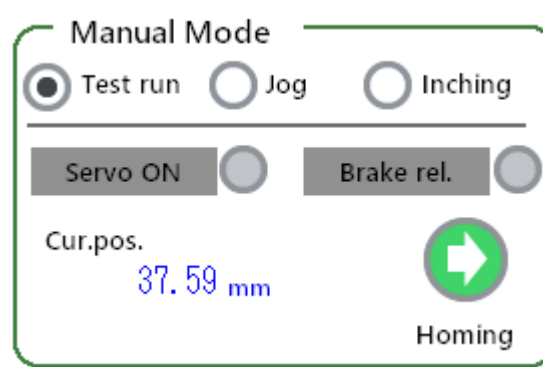 Manual Mode
Test run Jog Inching
Servo ON Brake rel.
Cur.pos.
37.59 mm
Homing